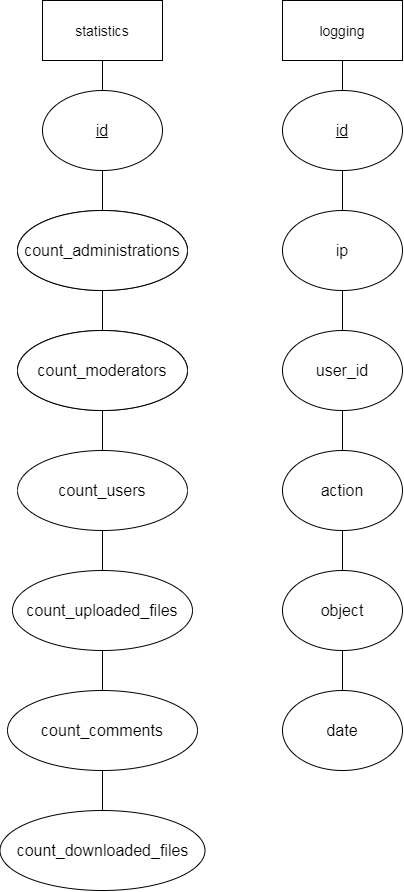 statistics
id
count_administrations
count_moderators
count_users
count_uploaded_files
count_comments
count_downloaded_files
logging
id
ip
user_id
action
object
date